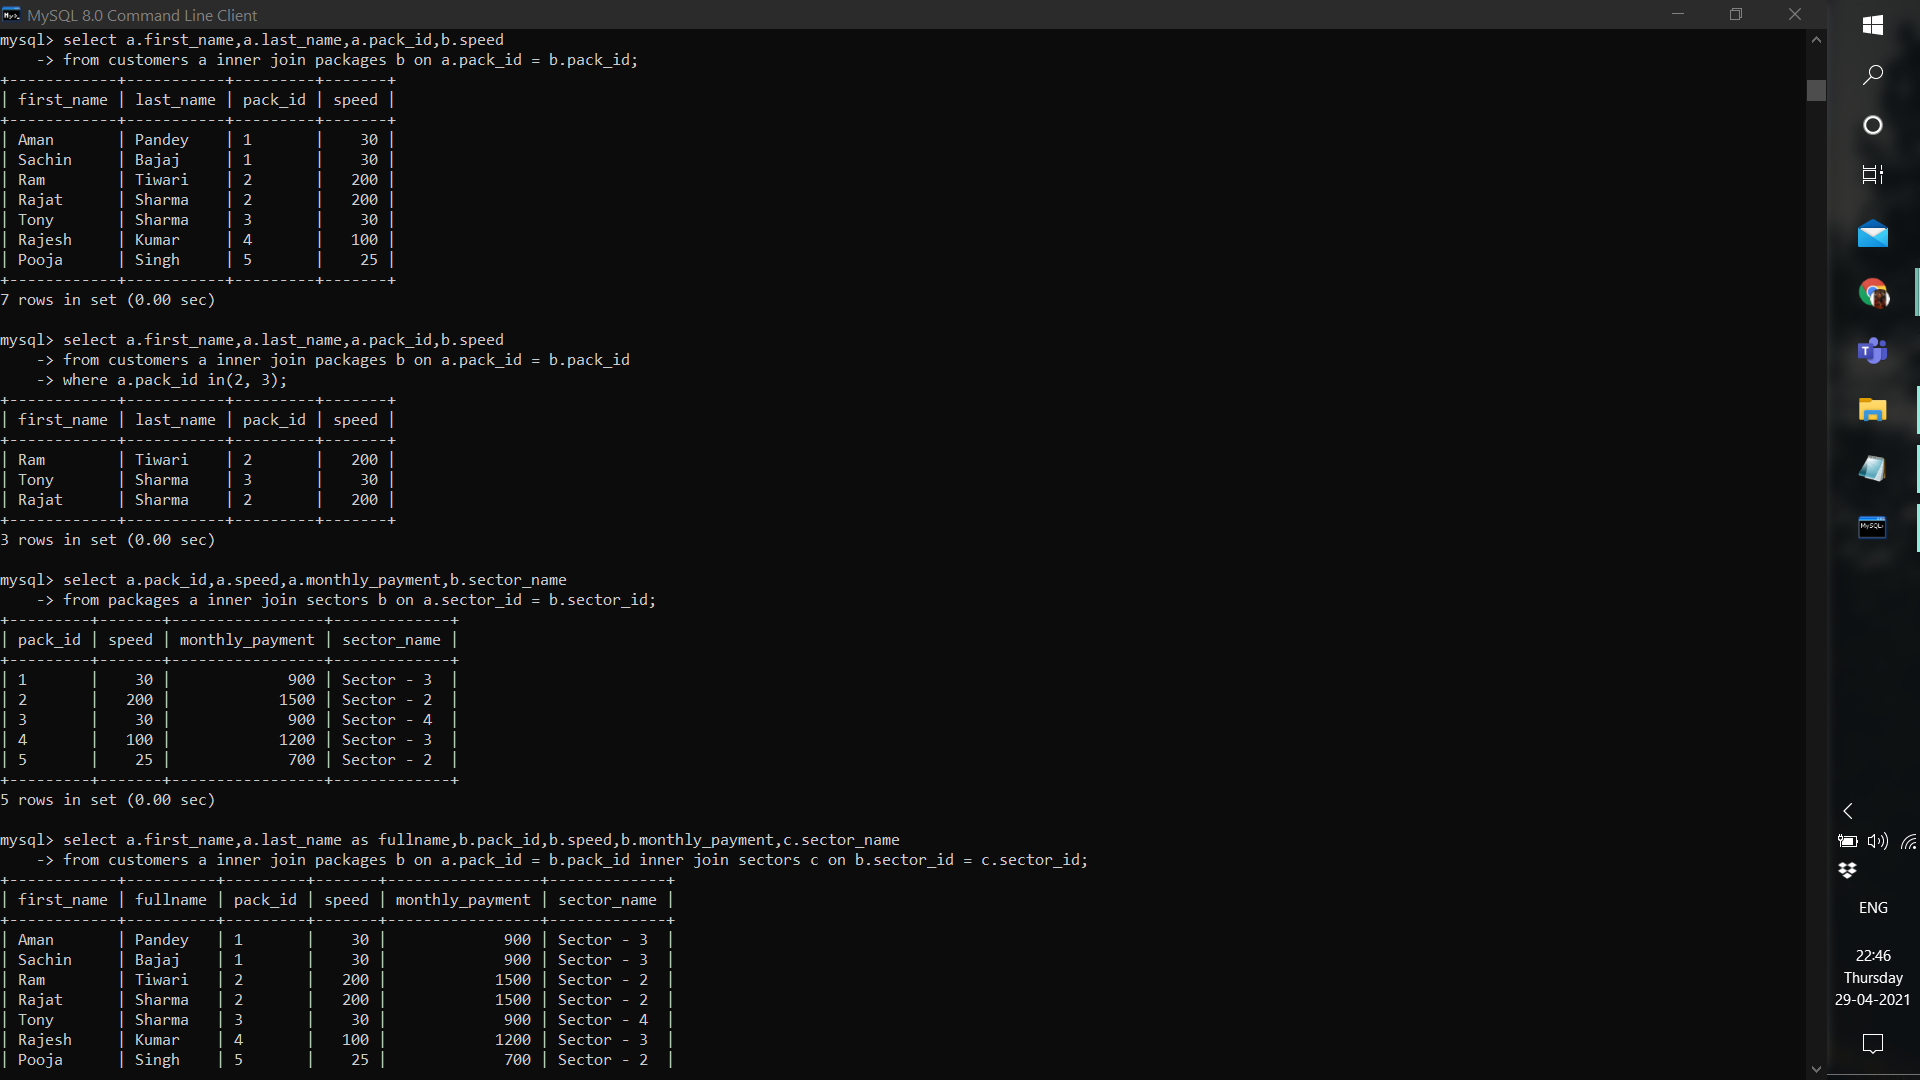 MySQL 8.0 Command Line Client
mysql> select a.first_name,a.last_name,a.pack_id,b.speed
    -> from customers a inner join packages b on a.pack_id = b.pack_id;
+------------+-----------+---------+-------+
| first_name | last_name | pack_id | speed |
+------------+-----------+---------+-------+
| Aman       | Pandey    | 1       |    30 |
| Sachin     | Bajaj     | 1       |    30 |
| Ram        | Tiwari    | 2       |   200 |
| Rajat      | Sharma    | 2       |   200 |
| Tony       | Sharma    | 3       |    30 |
| Rajesh     | Kumar     | 4       |   100 |
| Pooja      | Singh     | 5       |    25 |
+------------+-----------+---------+-------+
7 rows in set (0.00 sec)
mysql> select a.first_name,a.last_name,a.pack_id,b.speed
    -> from customers a inner join packages b on a.pack_id = b.pack_id
    -> where a.pack_id in(2, 3);
+------------+-----------+---------+-------+
| first_name | last_name | pack_id | speed |
+------------+-----------+---------+-------+
| Ram        | Tiwari    | 2       |   200 |
| Tony       | Sharma    | 3       |    30 |
| Rajat      | Sharma    | 2       |   200 |
+------------+-----------+---------+-------+
3 rows in set (0.00 sec)
mysql> select a.pack_id,a.speed,a.monthly_payment,b.sector_name
    -> from packages a inner join sectors b on a.sector_id = b.sector_id;
+---------+-------+-----------------+-------------+
| pack_id | speed | monthly_payment | sector_name |
+---------+-------+-----------------+-------------+
| 1       |    30 |             900 | Sector - 3  |
| 2       |   200 |            1500 | Sector - 2  |
| 3       |    30 |             900 | Sector - 4  |
| 4       |   100 |            1200 | Sector - 3  |
| 5       |    25 |             700 | Sector - 2  |
+---------+-------+-----------------+-------------+
5 rows in set (0.00 sec)
mysql> select a.first_name,a.last_name as fullname,b.pack_id,b.speed,b.monthly_payment,c.sector_name
    -> from customers a inner join packages b on a.pack_id = b.pack_id inner join sectors c on b.sector_id = c.sector_id;
+------------+----------+---------+-------+-----------------+-------------+
| first_name | fullname | pack_id | speed | monthly_payment | sector_name |
+------------+----------+---------+-------+-----------------+-------------+
| Aman       | Pandey   | 1       |    30 |             900 | Sector - 3  |
| Sachin     | Bajaj    | 1       |    30 |             900 | Sector - 3  |
| Ram        | Tiwari   | 2       |   200 |            1500 | Sector - 2  |
| Rajat      | Sharma   | 2       |   200 |            1500 | Sector - 2  |
| Tony       | Sharma   | 3       |    30 |             900 | Sector - 4  |
| Rajesh     | Kumar    | 4       |   100 |            1200 | Sector - 3  |
| Pooja      | Singh    | 5       |    25 |             700 | Sector - 2  |
ENG
22:46
Thursday
29-04-2021